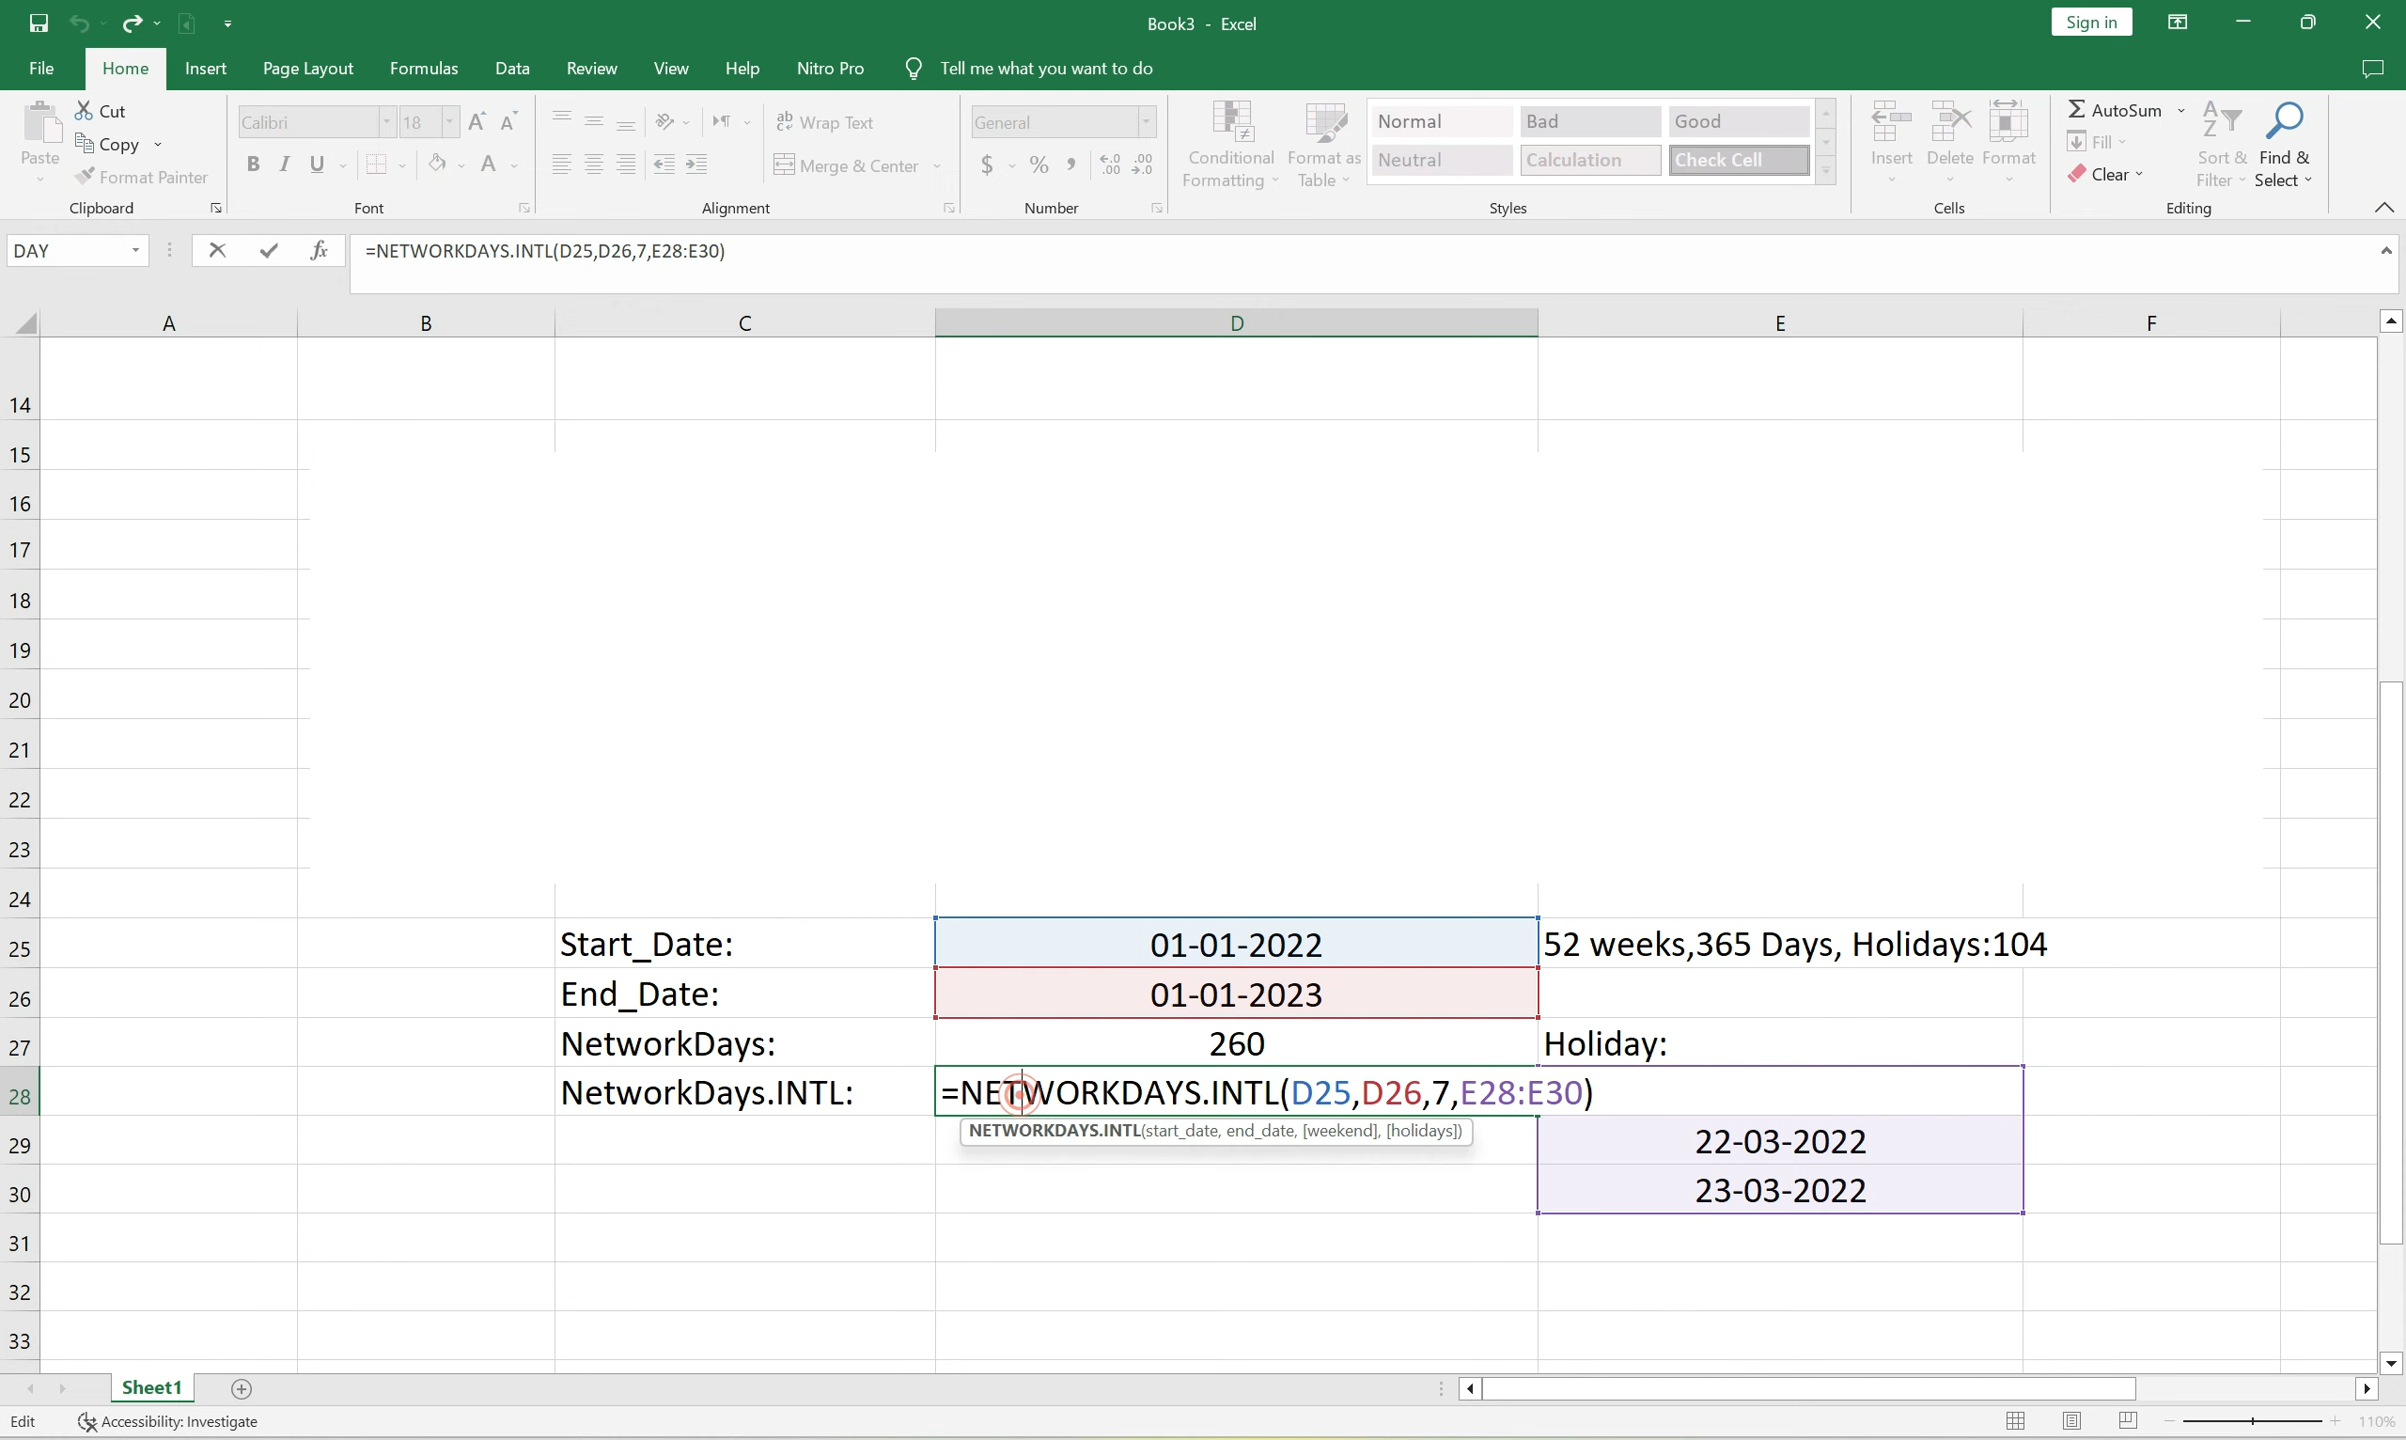 Book3 - Excel
Sign in
File Home Insert Page Layout Formulas Data Review View Help Nitro Pro Tell me what you want to do
Paste
Cut
Copy
Format Painter
Clipboard
Calibri 18
B I U A
Font
Wrap Text
Merge & Center
Alignment
General
$ % ,
Number
Conditional Formatting
Format as Table
Normal Bad Good
Neutral Calculation Check Cell
Styles
Insert Delete Format
Cells
AutoSum
Fill
Clear
Sort & Filter
Find & Select
Editing
DAY fx =NETWORKDAYS.INTL(D25,D26,7,E28:E30)
A B C D E F
14
15
16
17
18
19
20
21
22
23
24
25 Start_Date: 01-01-2022 52 weeks,365 Days, Holidays:104
26 End_Date: 01-01-2023
27 NetworkDays: 260 Holiday:
28 NetworkDays.INTL: =NETWORKDAYS.INTL(D25,D26,7,E28:E30)
NETWORKDAYS.INTL(start_date, end_date, [weekend], [holidays])
29 22-03-2022
30 23-03-2022
31
32
33
Sheet1
Edit Accessibility: Investigate 110%